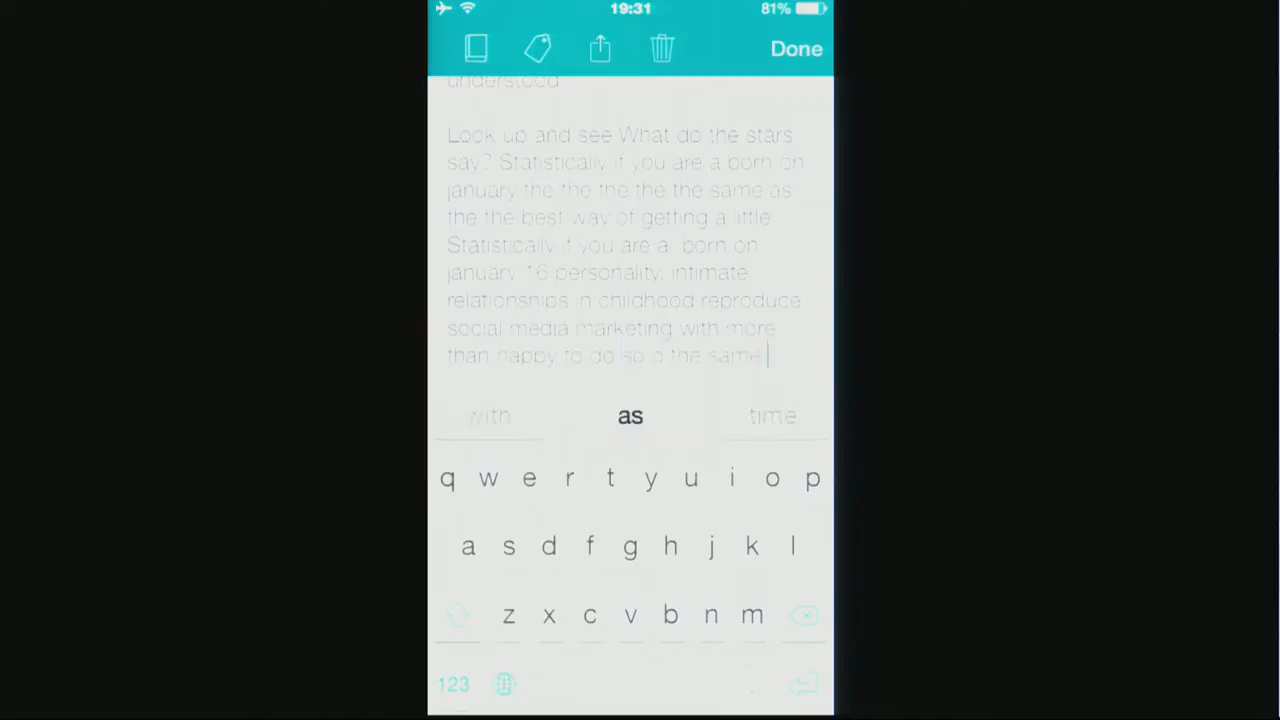 19:31
81%
Done
understood
Look up and see What do the stars
say? Statistically if you are a born on
january the the the the the same as
the the best way of getting a little
Statistically if you are a born on
january 16 personality, intimate
relationships in childhood reproduce
social media marketing with more
than happy to do so o the same
with as time
q w e r t y u i o p
a s d f g h j k l
z x c v b n m
123 .